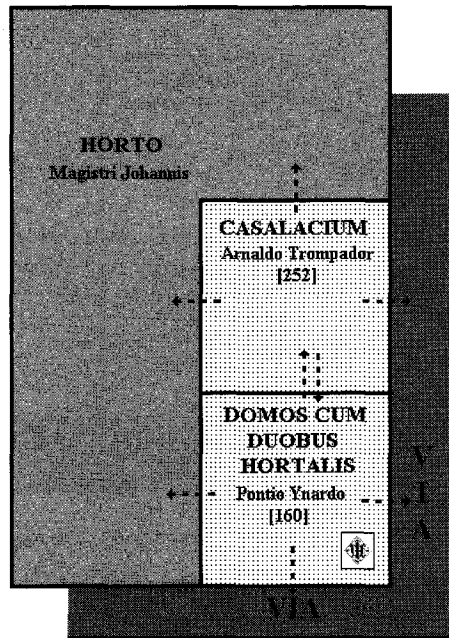 HORTO
Magistri Johannis
CASALACIUM
Arnaldo Trompador
[252]
DOMOS CUM
DUOBUS
HORTALIS
Pontio Ynardo
[160]
V
I
A
VIA